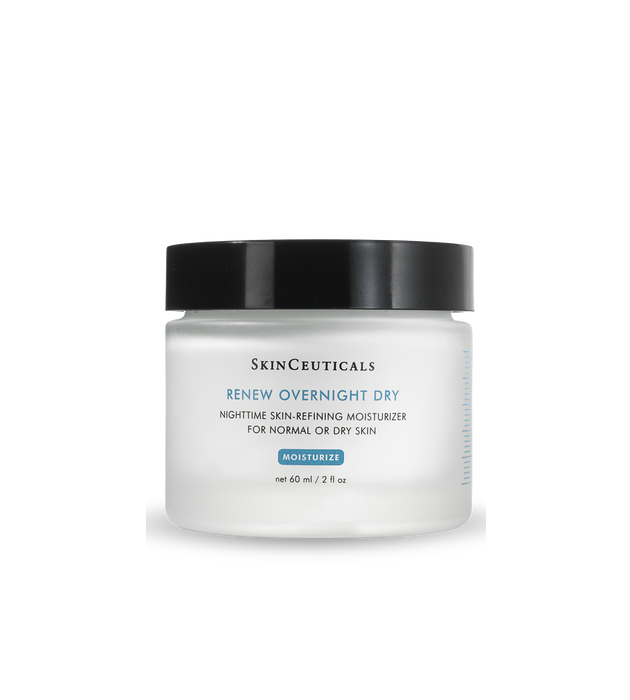 SKINCEUTICALS
RENEW OVERNIGHT DRY
NIGHTTIME SKIN-REFINING MOISTURIZER
FOR NORMAL OR DRY SKIN
MOISTURIZE
net 60 ml / 2 fl oz